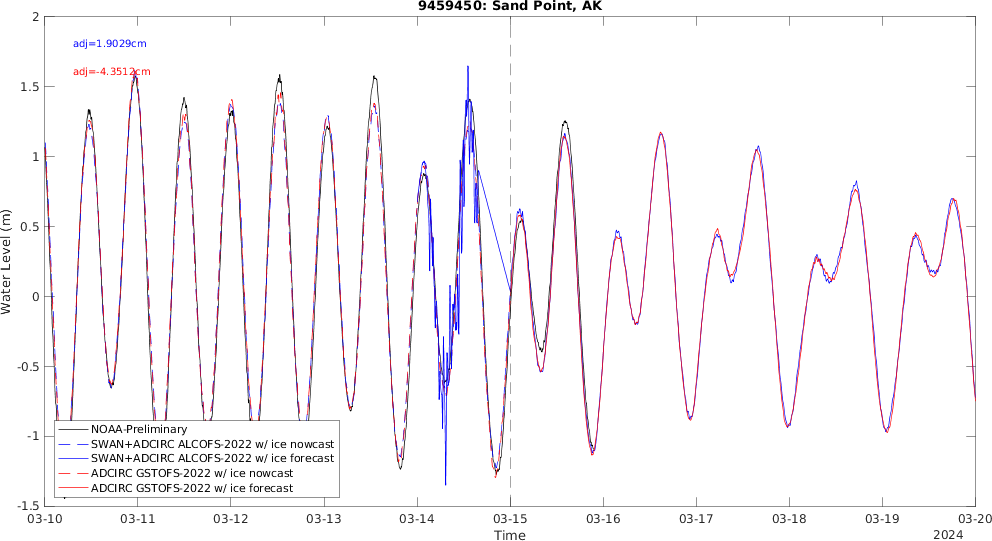 9459450: Sand Point, AK
adj=1.9029cm
adj=-4.3512cm
Water Level (m)
2
1.5
1
0.5
0
-0.5
-1
-1.5
NOAA-Preliminary
SWAN+ADCIRC ALCOFS-2022 w/ ice nowcast
SWAN+ADCIRC ALCOFS-2022 w/ ice forecast
ADCIRC GSTOFS-2022 w/ ice nowcast
ADCIRC GSTOFS-2022 w/ ice forecast
03-10 03-11 03-12 03-13 03-14 03-15 03-16 03-17 03-18 03-19 03-20
Time
2024